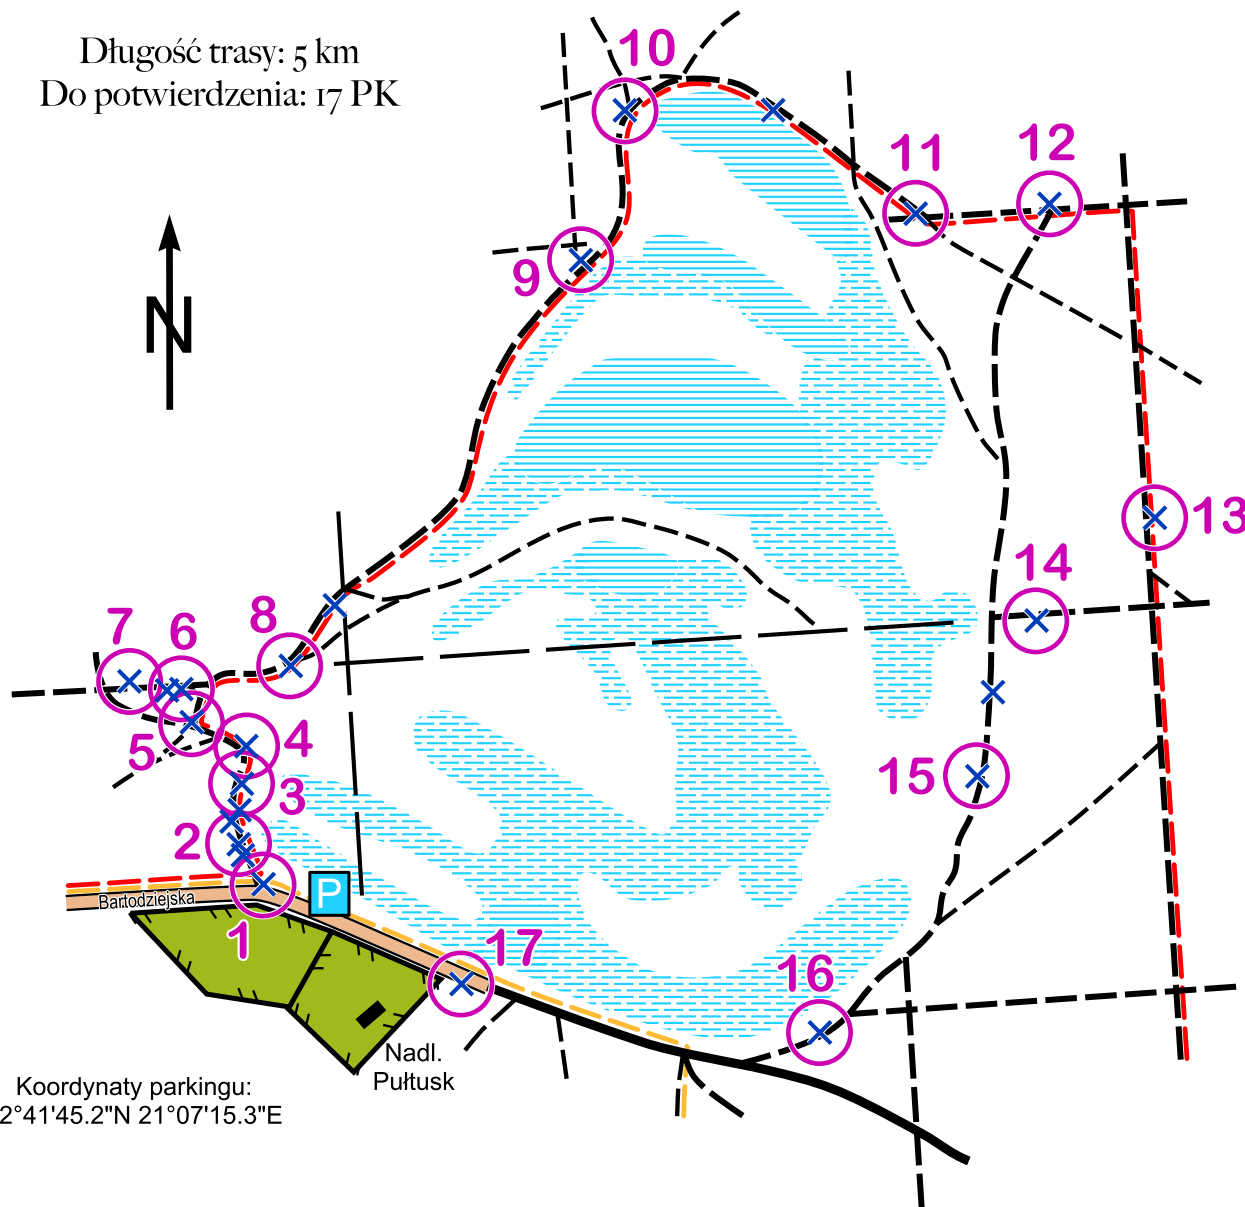 Długość trasy: 5 km
Do potwierdzenia: 17 PK
10
11
12
9
N
13
14
8
7
6
5
4
3
15
2
Bartodziejska
P
1
17
16
Nadl.
Pułtusk
Koordynaty parkingu:
2°41'45.2"N 21°07'15.3"E